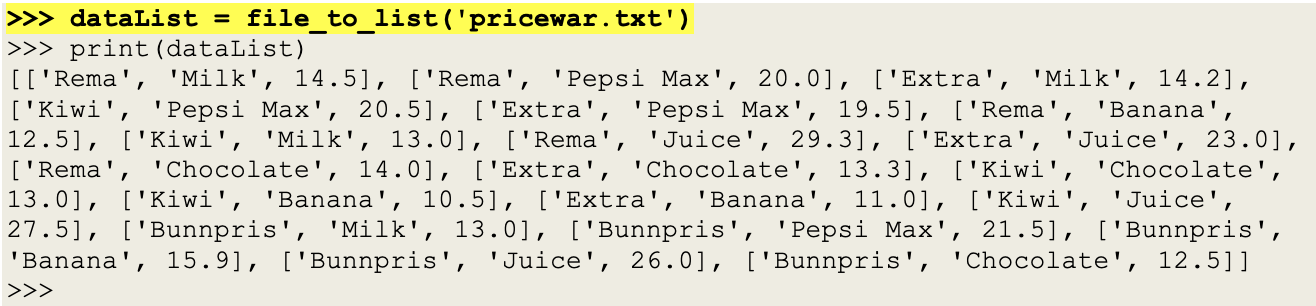 >>> dataList = file_to_list('pricewar.txt')
>>> print(dataList)
[['Rema', 'Milk', 14.5], ['Rema', 'Pepsi Max', 20.0], ['Extra', 'Milk', 14.2],
['Kiwi', 'Pepsi Max', 20.5], ['Extra', 'Pepsi Max', 19.5], ['Rema', 'Banana',
12.5], ['Kiwi', 'Milk', 13.0], ['Rema', 'Juice', 29.3], ['Extra', 'Juice', 23.0],
['Rema', 'Chocolate', 14.0], ['Extra', 'Chocolate', 13.3], ['Kiwi', 'Chocolate',
13.0], ['Kiwi', 'Banana', 10.5], ['Extra', 'Banana', 11.0], ['Kiwi', 'Juice',
27.5], ['Bunnpris', 'Milk', 13.0], ['Bunnpris', 'Pepsi Max', 21.5], ['Bunnpris',
'Banana', 15.9], ['Bunnpris', 'Juice', 26.0], ['Bunnpris', 'Chocolate', 12.5]]
>>>